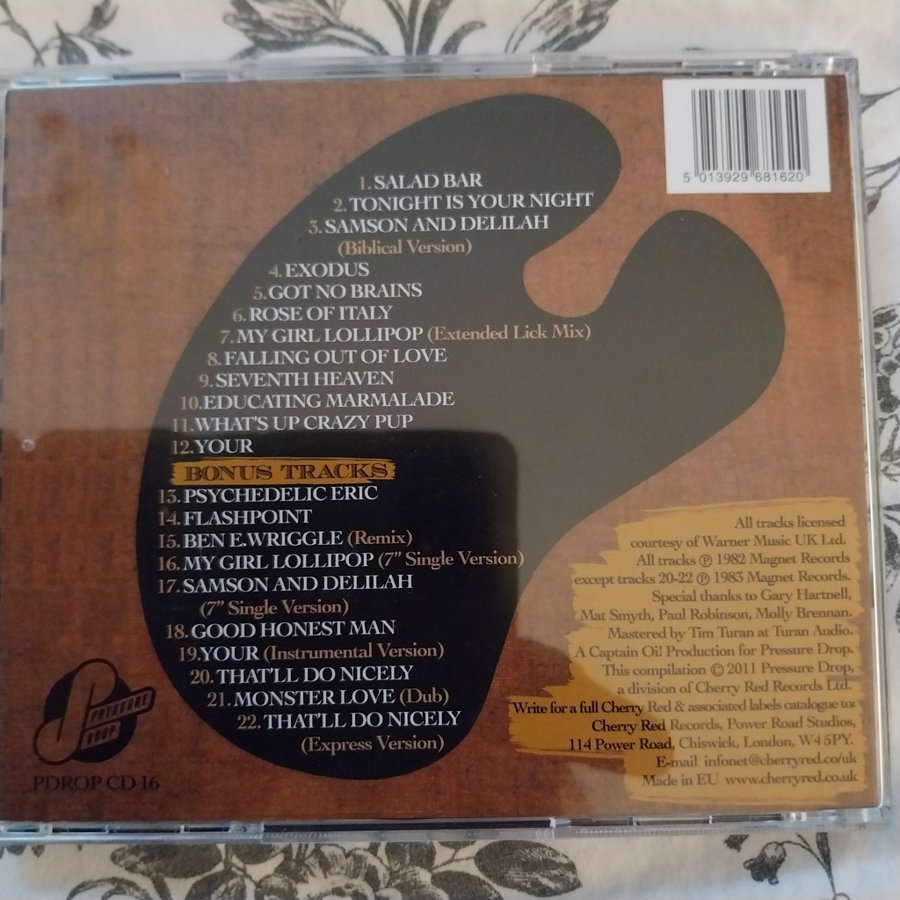 5 013929 681620
1. SALAD BAR
2. TONIGHT IS YOUR NIGHT
3. SAMSON AND DELILAH
(Biblical Version)
4. EXODUS
5. GOT NO BRAINS
6. ROSE OF ITALY
7. MY GIRL LOLLIPOP (Extended Lick Mix)
8. FALLING OUT OF LOVE
9. SEVENTH HEAVEN
10. EDUCATING MARMALADE
11. WHAT'S UP CRAZY PUP
12. YOUR
BONUS TRACKS
13. PSYCHEDELIC ERIC
14. FLASHPOINT
15. BEN E. WRIGGLE (Remix)
16. MY GIRL LOLLIPOP (7" Single Version)
17. SAMSON AND DELILAH
(7" Single Version)
18. GOOD HONEST MAN
19. YOUR (Instrumental Version)
20. THAT'LL DO NICELY
21. MONSTER LOVE (Dub)
22. THAT'LL DO NICELY
(Express Version)
All tracks licensed
courtesy of Warner Music UK Ltd.
All tracks ℗ 1982 Magnet Records
except tracks 20-22 ℗ 1983 Magnet Records.
Special thanks to Gary Hartnell,
Mat Smyth, Paul Robinson, Molly Brennan.
Mastered by Tim Turan at Turan Audio.
A Captain Oi! Production for Pressure Drop.
This compilation © 2011 Pressure Drop,
a division of Cherry Red Records Ltd.
Write for a full Cherry Red & associated labels catalogue to:
Cherry Red Records, Power Road Studios,
114 Power Road, Chiswick, London, W4 5PY.
E-mail infonet@cherryred.co/uk
Made in EU www.cherryred.co.uk
PRESSURE
DROP
PDROP CD 16